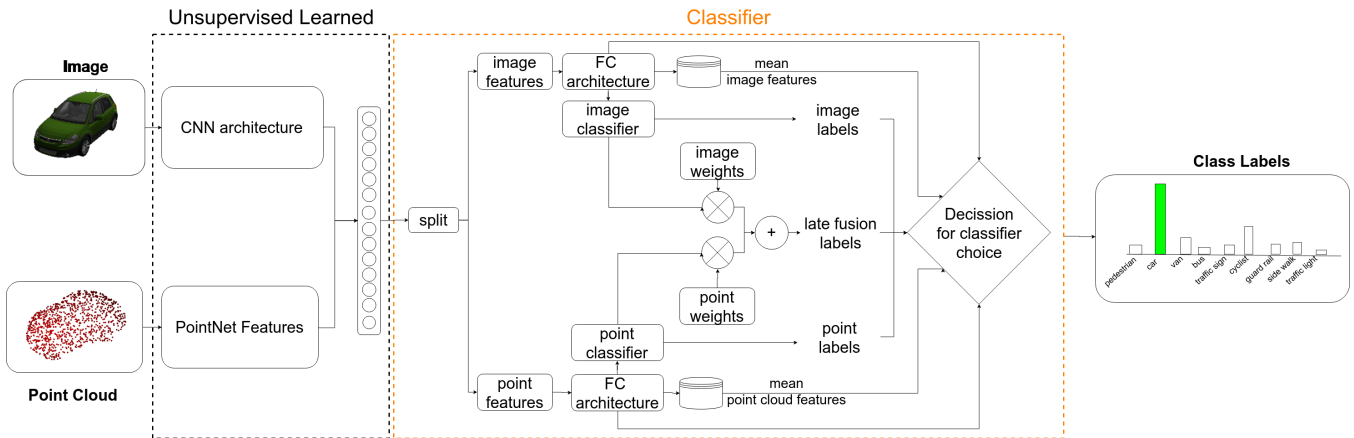 Unsupervised Learned
Classifier
Image
CNN architecture
PointNet Features
Point Cloud
split
image
features
FC
architecture
mean
image features
image
classifier
image
labels
image
weights
+
late fusion
labels
point
weights
point
classifier
point
labels
point
features
FC
architecture
mean
point cloud features
Decission
for classifier
choice
Class Labels
pedestrian
car
van
bus
traffic sign
cyclist
guard rail
side walk
traffic light